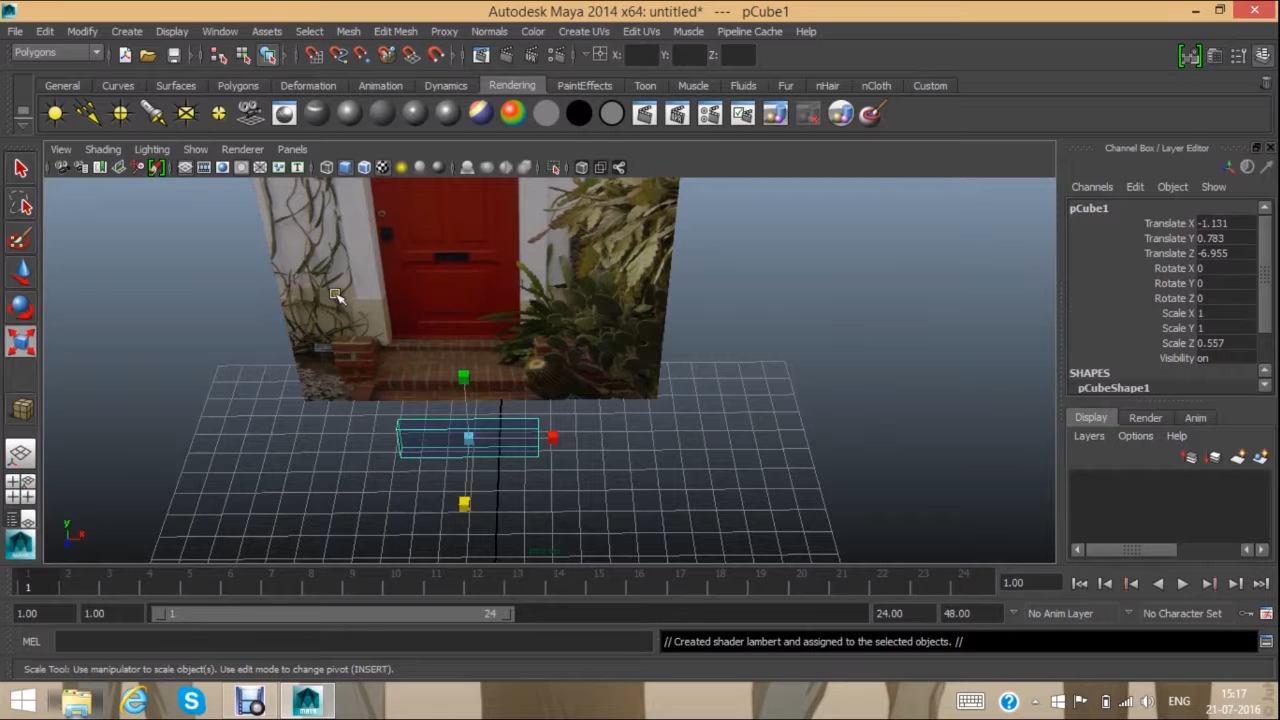 Autodesk Maya 2014 x64: untitled* --- pCube1
File Edit Modify Create Display Window Assets Select Mesh Edit Mesh Proxy Normals Color Create UVs Edit UVs Muscle Pipeline Cache Help
Polygons X: Y: Z:
General Curves Surfaces Polygons Deformation Animation Dynamics Rendering PaintEffects Toon Muscle Fluids Fur nHair nCloth Custom
View Shading Lighting Show Renderer Panels
Channel Box / Layer Editor
Channels Edit Object Show
pCube1
Translate X -1.131
Translate Y 0.783
Translate Z -6.955
Rotate X 0
Rotate Y 0
Rotate Z 0
Scale X 1
Scale Y 1
Scale Z 0.557
Visibility on
SHAPES
pCubeShape1
Display Render Anim
Layers Options Help
y
x
1 2 3 4 5 6 7 8 9 10 11 12 13 14 15 16 17 18 19 20 21 22 23 24
1 1.00
1.00 1.00 1 24 24.00 48.00 No Anim Layer No Character Set
MEL // Created shader lambert and assigned to the selected objects. //
Scale Tool: Use manipulator to scale object(s). Use edit mode to change pivot (INSERT).
ENG 15:17
21-07-2016